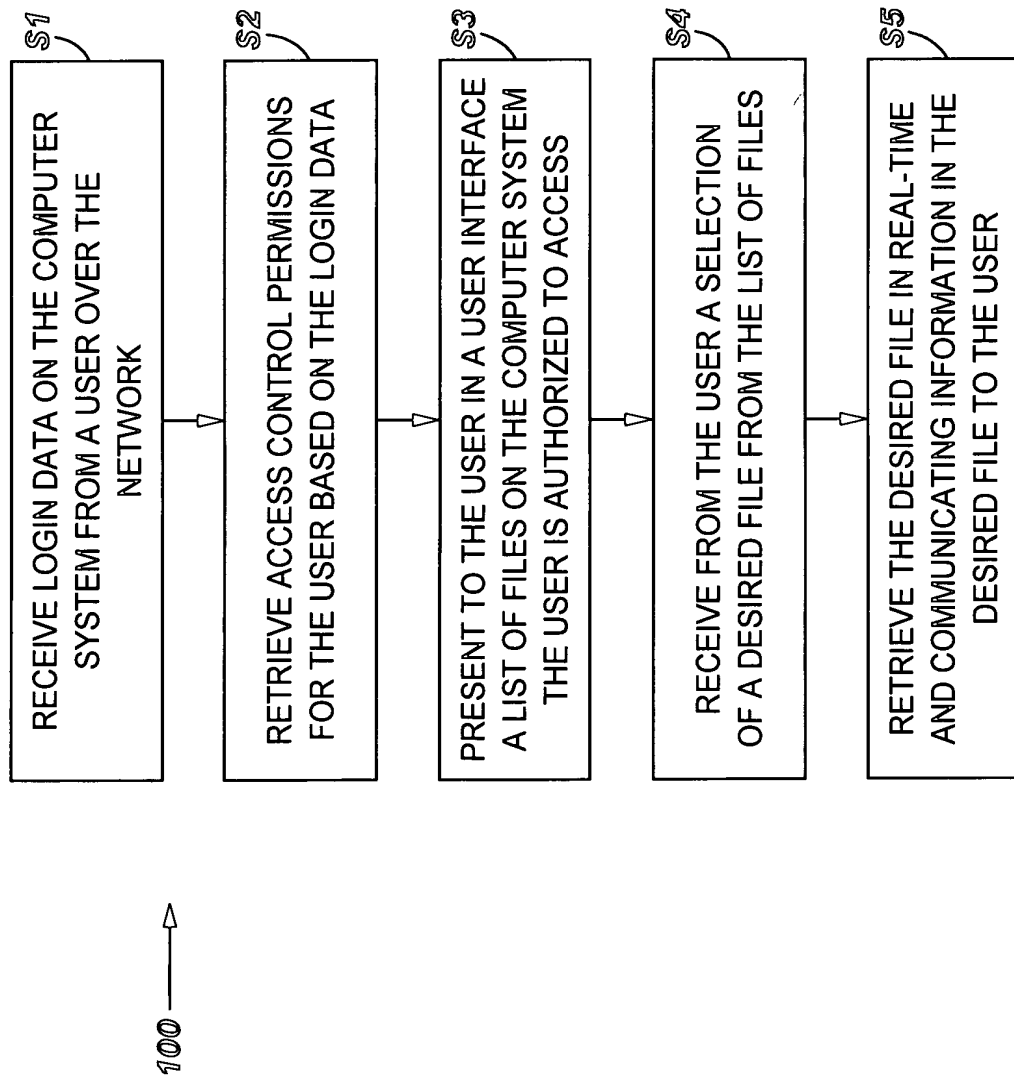 100
S1
RECEIVE LOGIN DATA ON THE COMPUTER
SYSTEM FROM A USER OVER THE
NETWORK
S2
RETRIEVE ACCESS CONTROL PERMISSIONS
FOR THE USER BASED ON THE LOGIN DATA
S3
PRESENT TO THE USER IN A USER INTERFACE
A LIST OF FILES ON THE COMPUTER SYSTEM
THE USER IS AUTHORIZED TO ACCESS
S4
RECEIVE FROM THE USER A SELECTION
OF A DESIRED FILE FROM THE LIST OF FILES
S5
RETRIEVE THE DESIRED FILE IN REAL-TIME
AND COMMUNICATING INFORMATION IN THE
DESIRED FILE TO THE USER